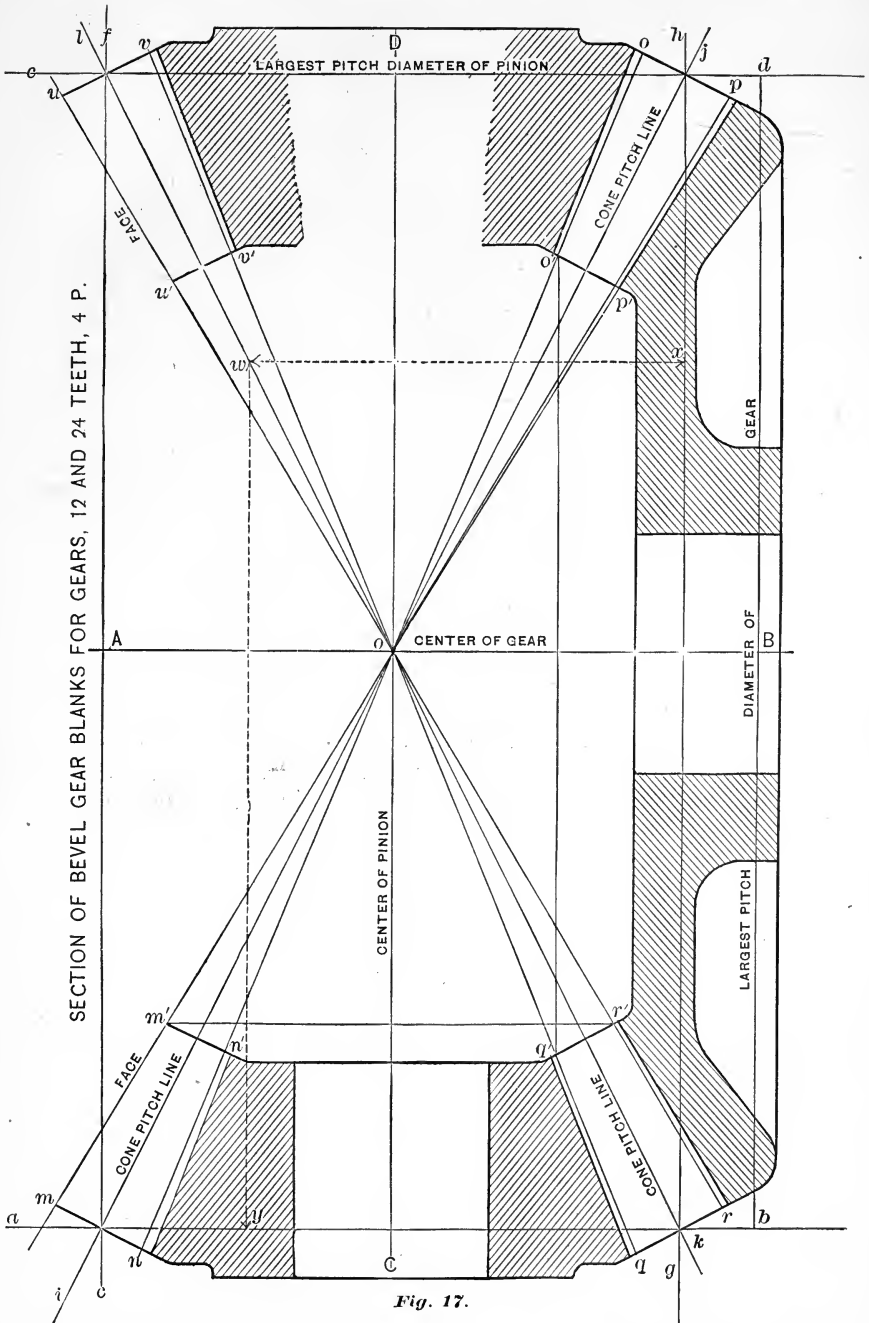 l f v D o h j
c u d p
LARGEST PITCH DIAMETER OF PINION
FACE
CONE PITCH LINE
v' o'
u' p'
w x
GEAR
SECTION OF BEVEL GEAR BLANKS FOR GEARS, 12 AND 24 TEETH, 4 P.
A O CENTER OF GEAR B
DIAMETER OF
CENTER OF PINION
LARGEST PITCH
m' n' q' r'
FACE
CONE PITCH LINE
CONE PITCH LINE
m r
a y b
n C q k
i e g
Fig. 17.